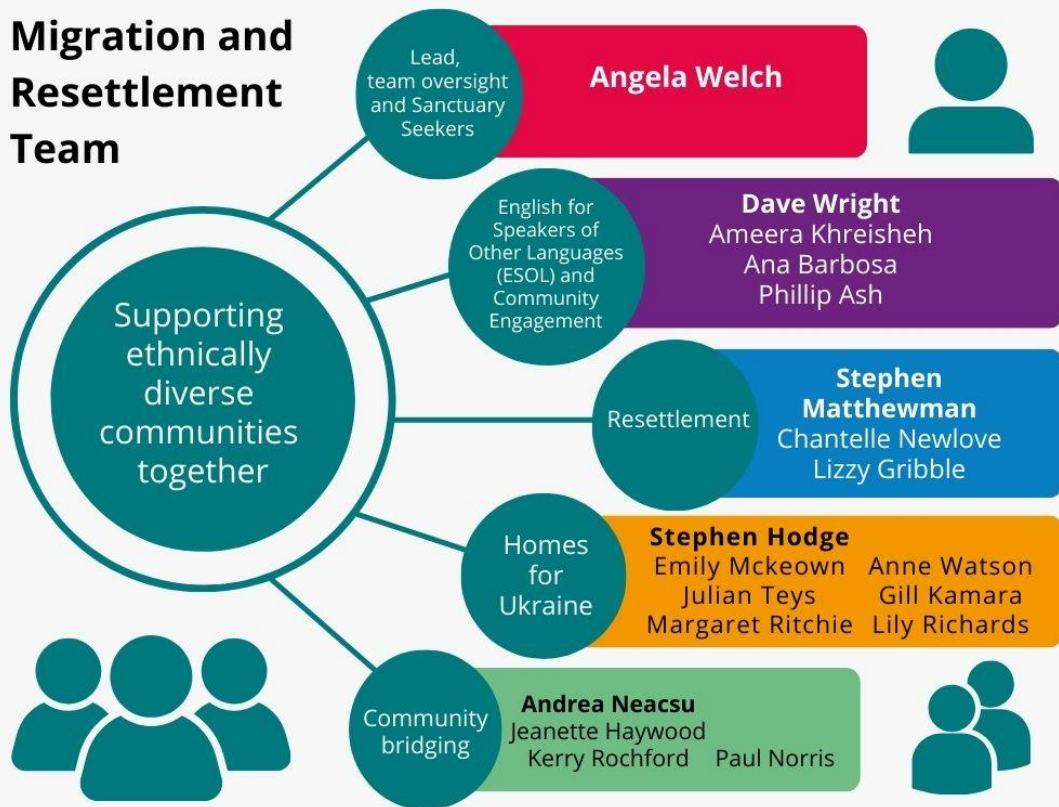 Migration and
Resettlement
Team
Lead,
team oversight
and Sanctuary
Seekers
Angela Welch
English for
Speakers of
Other Languages
(ESOL) and
Community
Engagement
Dave Wright
Ameera Khreisheh
Ana Barbosa
Phillip Ash
Supporting
ethnically
diverse
communities
together
Resettlement
Stephen
Matthewman
Chantelle Newlove
Lizzy Gribble
Homes
for
Ukraine
Stephen Hodge
Emily Mckeown Anne Watson
Julian Teys Gill Kamara
Margaret Ritchie Lily Richards
Community
bridging
Andrea Neacsu
Jeanette Haywood
Kerry Rochford Paul Norris